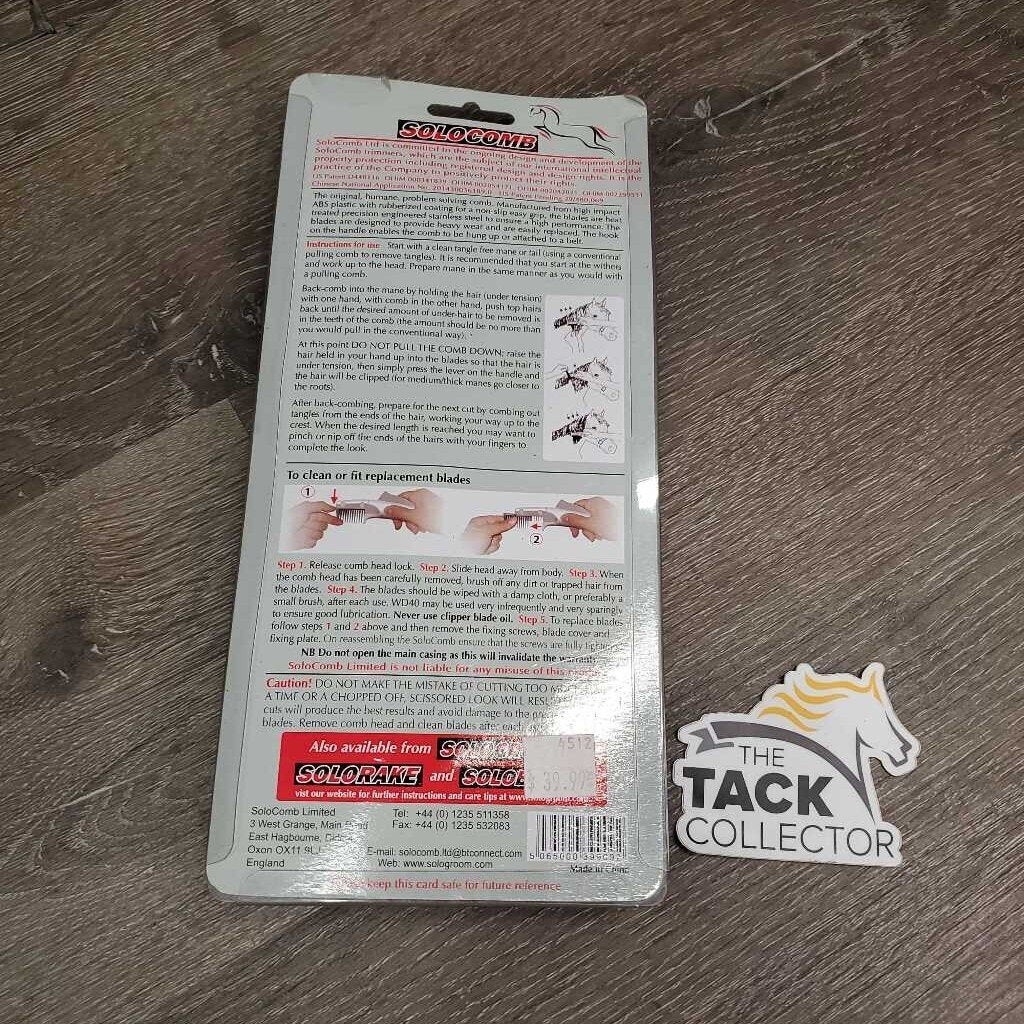 SOLOCOMB
SoloComb Ltd is committed to the ongoing design and development of the
SoloComb trimmers, which are the subject of our international intellectual
property protection including registered design and design rights. It is the
practice of the Company to positively protect their rights.
The original, humane, problem solving comb. Manufactured from high impact
ABS plastic with rubberized coating for a non slip easy grip, the blades are heat
treated precision engineered stainless steel to ensure a high performance. The
blades are designed to provide heavy wear and are easily replaced. The hook
on the handle enables the comb to be hung up or attached to a belt.
Instructions for use Start with a clean tangle free mane or tail (using a conventional
pulling comb to remove tangles). It is recommended that you start at the withers
and work up to the head. Prepare mane in the same manner as you would with
a pulling comb.
Back-comb into the mane by holding the hair (under tension)
with one hand, with comb in the other hand, push top hairs
back until the desired amount of under-hair to be removed is
in the teeth of the comb (the amount should be no more than
you would pull in the conventional way).
At this point DO NOT PULL THE COMB DOWN: raise the
hair held in your hand up into the blades so that the hair is
under tension, then simply press the lever on the handle and
the hair will be clipped (for medium/thick manes go closer to
the roots).
After back-combing, prepare for the next cut by combing out
tangles from the ends of the hair, working your way up to the
crest. When the desired length is reached you may want to
pinch or nip off the ends of the hairs with your fingers to
complete the look.
To clean or fit replacement blades
1
2
Step 1. Release comb head lock. Step 2. Slide head away from body. Step 3. When
the comb head has been carefully removed, brush off any dirt or trapped hair from
the blades. Step 4. The blades should be wiped with a damp cloth, or preferably a
small brush, after each use. WD40 may be used very infrequently and very sparingly
to ensure good lubrication. Never use clipper blade oil. Step 5. To replace blades
follow steps 1 and 2 above and then remove the fixing screws, blade cover and
fixing plate. On reassembling the SoloComb ensure that the screws are fully
NB Do not open the main casing as this will invalidate the warranty
SoloComb Limited is not liable for any misuse of this
Caution! DO NOT MAKE THE MISTAKE OF CUTTING TOO
A TIME OR A CHOPPED OFF, SCISSORED LOOK WILL
cuts will produce the best results and avoid damage to the
blades. Remove comb head and clean blades after each
Also available from
SOLORAKE and
visit our website for further instructions and care tips at
4512
$ 39.99
SoloComb Limited
3 West Grange, Main
East Hagbourne,
Oxon OX11
England
Tel: +44 (0) 1235 511358
Fax: +44 (0) 1235 532083
E-mail: solocomb.ltd@btconnect.com
Web: www.sologroom.com
Made in China
keep this card safe for future reference
THE
TACK
COLLECTOR